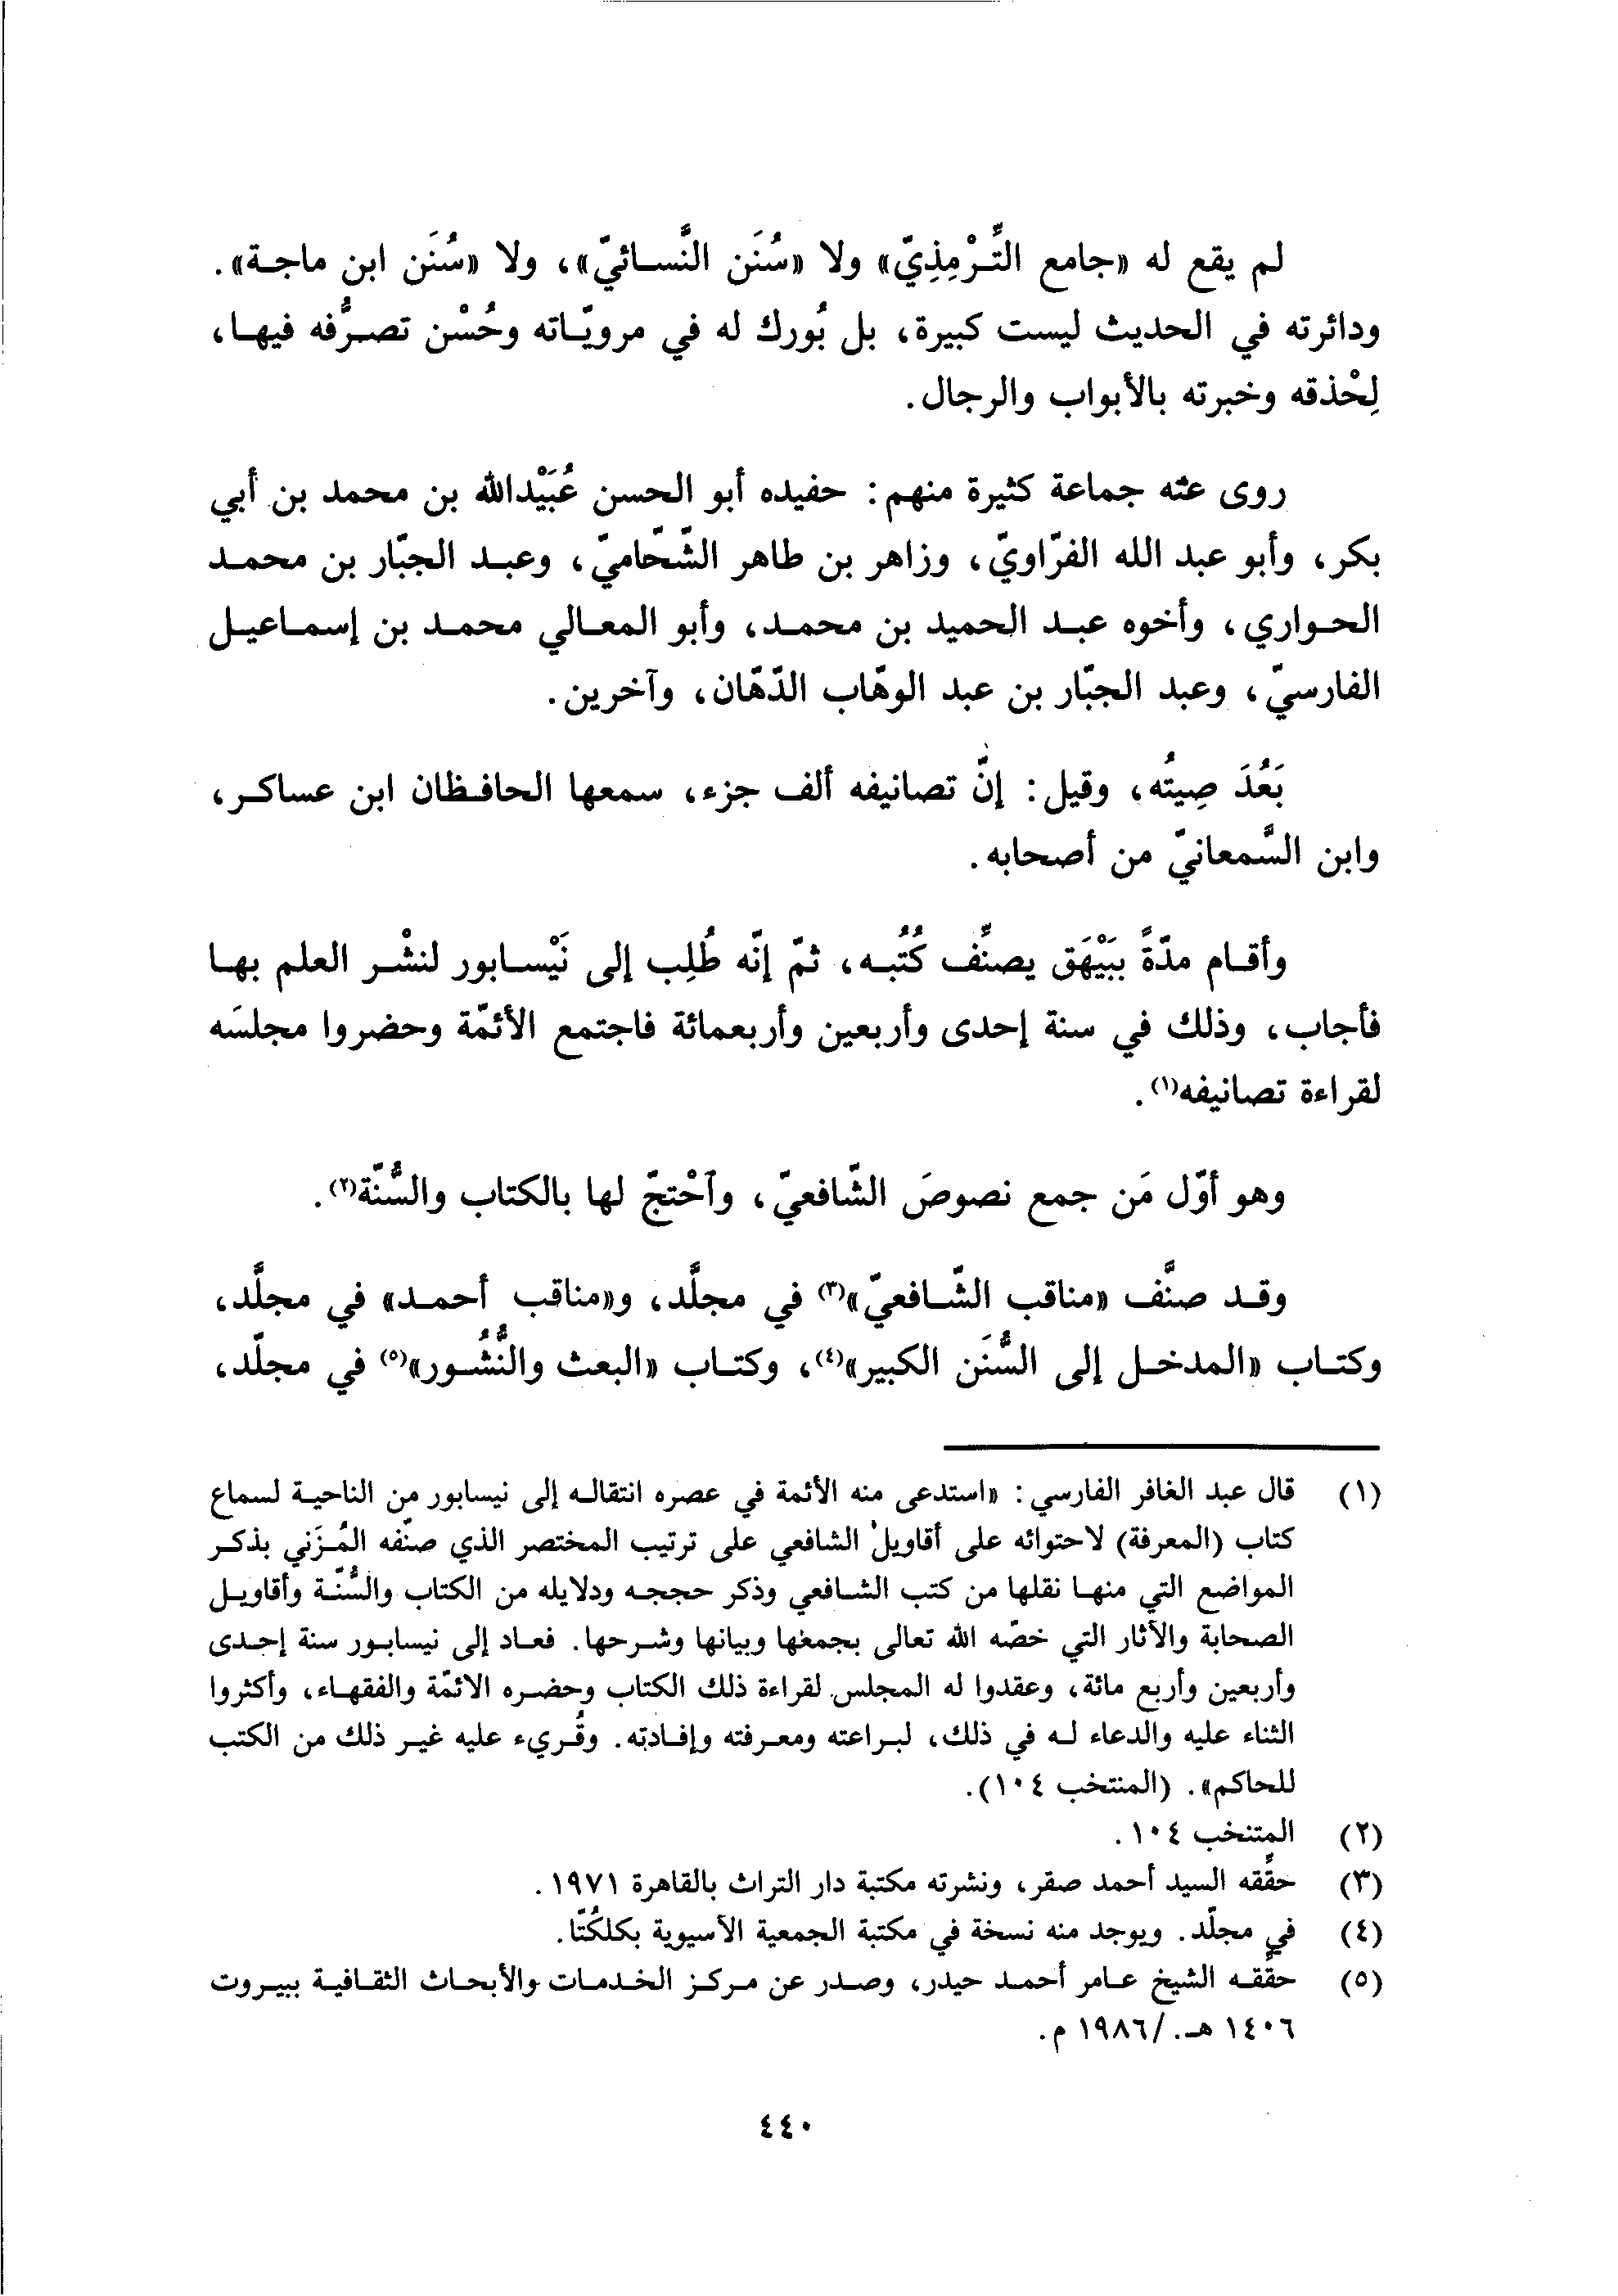 لم يقع له «جامع التِّرْمِذِيّ» ولا «سُنَن النَّسائيّ»، ولا «سُنَن ابن ماجة».
ودائرته في الحديث ليست كبيرة، بل بُورك له في مرويّاته وحُسْن تصرُّفه فيها،
لِحْذقه وخبرته بالأبواب والرجال.
روى عنه جماعة كثيرة منهم: حفيده أبو الحسن عُبَيْدالله بن محمد بن أبي
بكر، وأبو عبد الله الفرّاويّ، وزاهر بن طاهر الشّحّاميّ، وعبد الجبّار بن محمد
الحواري، وأخوه عبد الحميد بن محمد، وأبو المعالي محمد بن إسماعيل
الفارسيّ، وعبد الجبّار بن عبد الوهّاب الدّهّان، وآخرين.
بَعُدَ صِيتُه، وقيل: إنّ تصانيفه ألف جزء، سمعها الحافظان ابن عساكر،
وابن السَّمعانيّ من أصحابه.
وأقام مدّةً ببَيْهَق يصنِّف كُتُبه، ثمّ إنّه طُلِب إلى نَيْسابور لنشْر العلم بها
فأجاب، وذلك في سنة إحدى وأربعين وأربعمائة فاجتمع الأئمّة وحضروا مجلسَه
لقراءة تصانيفه(١).
وهو أوّل مَن جمع نصوصَ الشّافعيّ، وآحْتجّ لها بالكتاب والسُّنّة(٢).
وقد صنَّف «مناقب الشّافعيّ»(٣) في مجلَّد، و«مناقب أحمد» في مجلَّد،
وكتاب «المدخل إلى السُّنَن الكبير»(٤)، وكتاب «البعث والنُّشُور»(٥) في مجلّد،
(١) قال عبد الغافر الفارسي: «استدعى منه الأئمة في عصره انتقاله إلى نيسابور من الناحية لسماع
كتاب (المعرفة) لاحتوائه على أقاويل الشافعي على ترتيب المختصر الذي صنّفه المُزَني بذكر
المواضع التي منها نقلها من كتب الشافعي وذكر حججه ودلايله من الكتاب والسُّنّة وأقاويل
الصحابة والآثار التي خصّه الله تعالى بجمعها وبيانها وشرحها. فعاد إلى نيسابور سنة إحدى
وأربعين وأربع مائة، وعقدوا له المجلس لقراءة ذلك الكتاب وحضره الائمّة والفقهاء، وأكثروا
الثناء عليه والدعاء له في ذلك، لبراعته ومعرفته وإفادته. وقُريء عليه غير ذلك من الكتب
للحاكم». (المنتخب ١٠٤).
(٢) المتنخب ١٠٤.
(٣) حقَّقه السيد أحمد صقر، ونشرته مكتبة دار التراث بالقاهرة ١٩٧١.
(٤) في مجلّد. ويوجد منه نسخة في مكتبة الجمعية الآسيوية بكلكُتّا.
(٥) حقَّقه الشيخ عامر أحمد حيدر، وصدر عن مركز الخدمات والأبحاث الثقافية ببيروت
١٤٠٦ هـ./١٩٨٦ م.
٤٤٠